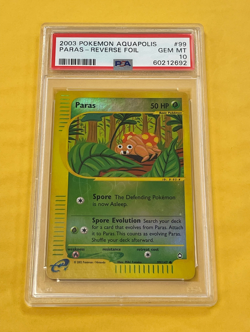 2003 POKEMON AQUAPOLIS #99
PARAS - REVERSE FOIL GEM MT
10
PSA 60212692
Paras 50 HP
Spore The Defending Pokémon
is now Asleep.
Spore Evolution Search your deck
for a card that evolves from Paras. Attach
it to Paras. This counts as evolving Paras.
Shuffle your deck afterward.
e